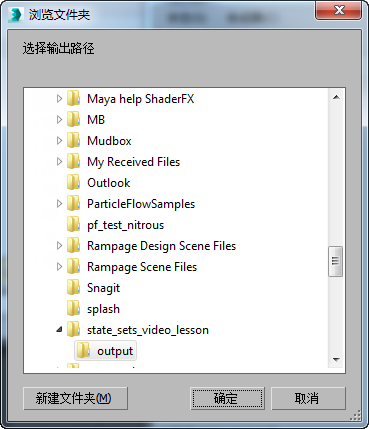 浏览文件夹
选择输出路径
Maya help ShaderFX
MB
Mudbox
My Received Files
Outlook
ParticleFlowSamples
pf_test_nitrous
Rampage Design Scene Files
Rampage Scene Files
Snagit
splash
state_sets_video_lesson
output
新建文件夹(M) 确定 取消